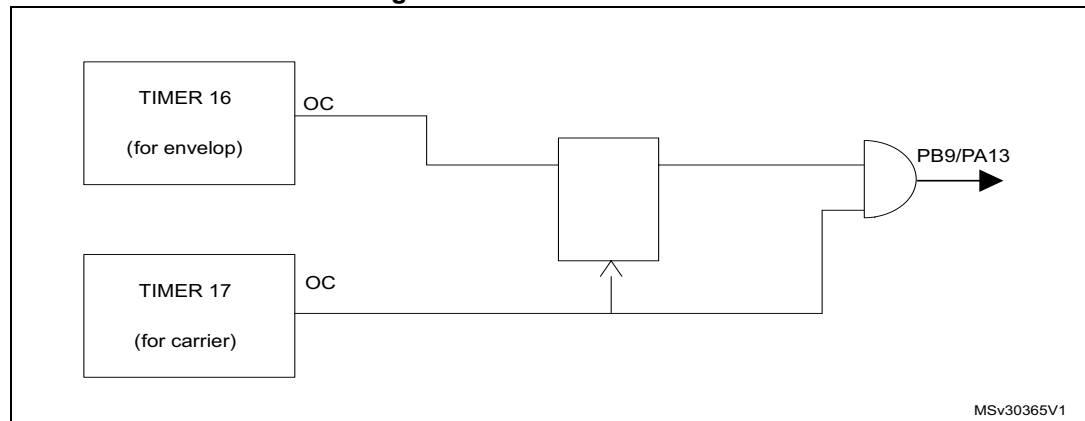 TIMER 16
(for envelop)
OC
PB9/PA13
TIMER 17
(for carrier)
OC
MSv30365V1